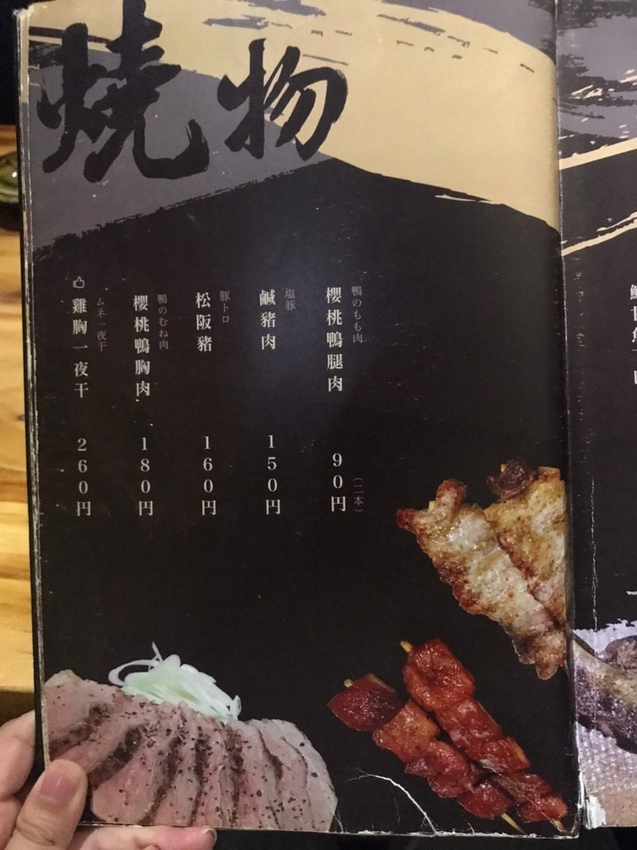 燒物
鴨のもも肉
櫻桃鴨腿肉 90円
(二本)
塩豚
鹹豬肉 150円
豚トロ
松阪豬 160円
鴨のむね肉
櫻桃鴨胸肉 180円
ムネ一夜干
雞胸一夜干 260円